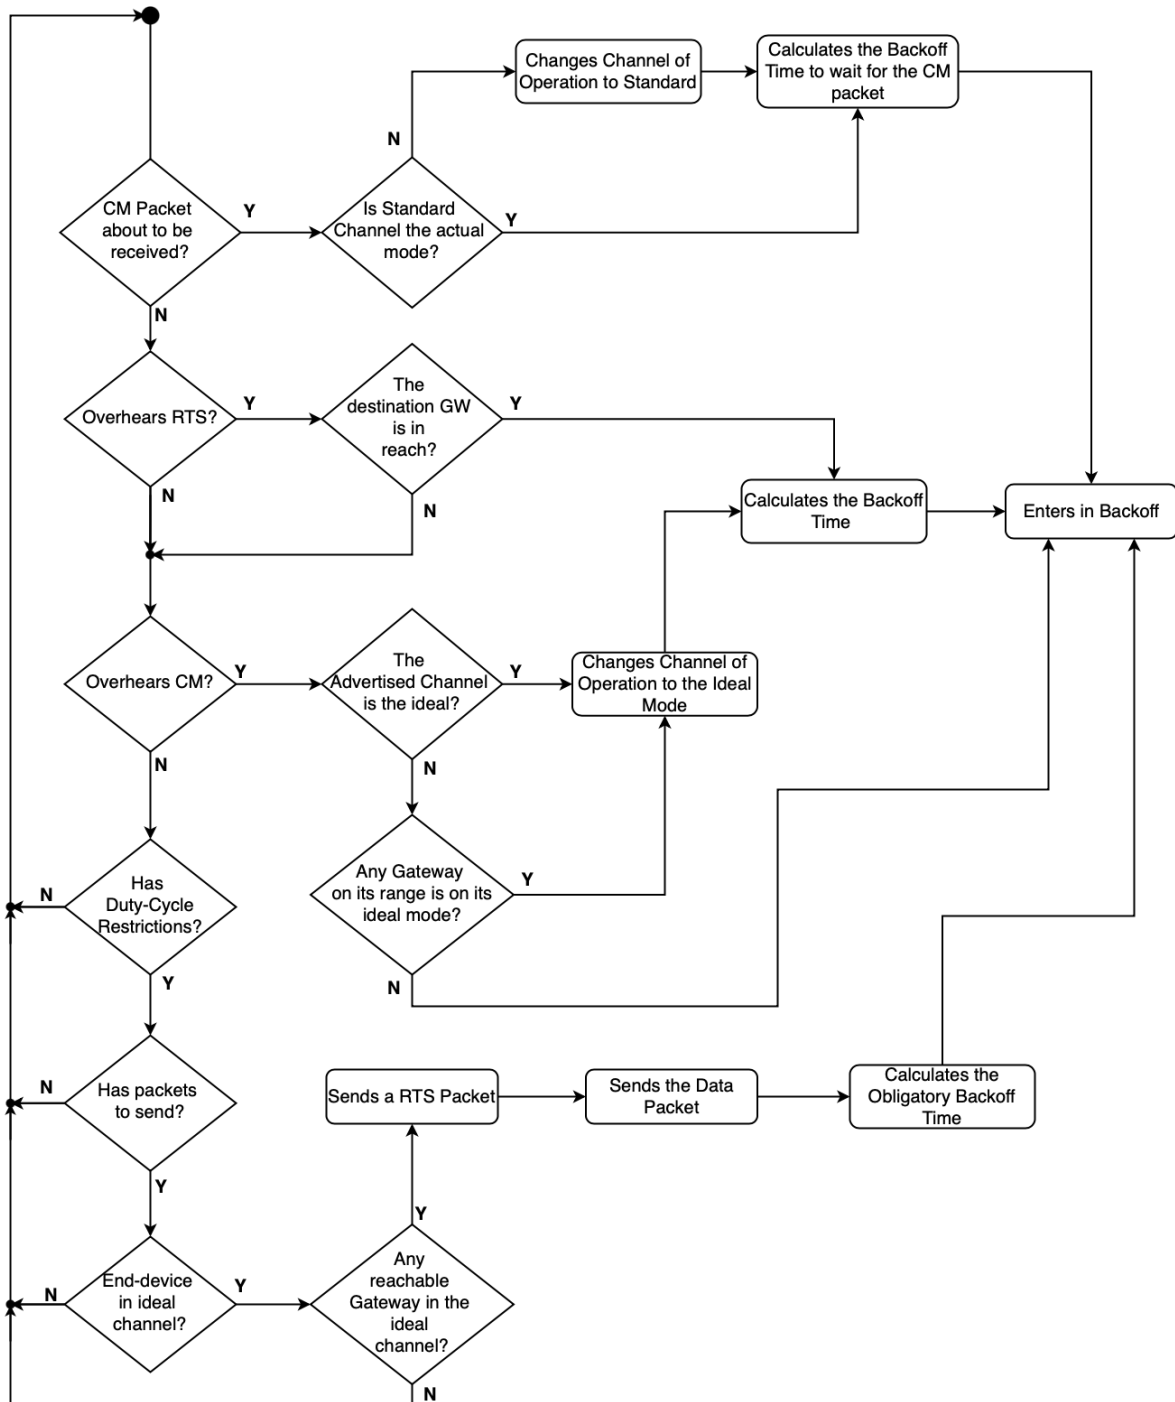 Changes Channel of
Operation to Standard
Calculates the Backoff
Time to wait for the CM
packet
N
CM Packet
about to be
received?
Y
Is Standard
Channel the actual
mode?
Y
N
Overhears RTS?
Y
The
destination GW
is in
reach?
Y
N
N
Calculates the Backoff
Time
Enters in Backoff
Overhears CM?
Y
The
Advertised Channel
is the ideal?
Y
Changes Channel of
Operation to the Ideal
Mode
N
N
Any Gateway
on its range is on its
ideal mode?
Y
N
Has
Duty-Cycle
Restrictions?
N
Y
Has packets
to send?
N
Y
Sends a RTS Packet
Sends the Data
Packet
Calculates the
Obligatory Backoff
Time
Y
End-device
in ideal
channel?
N
Y
Any
reachable
Gateway in the
ideal
channel?
N